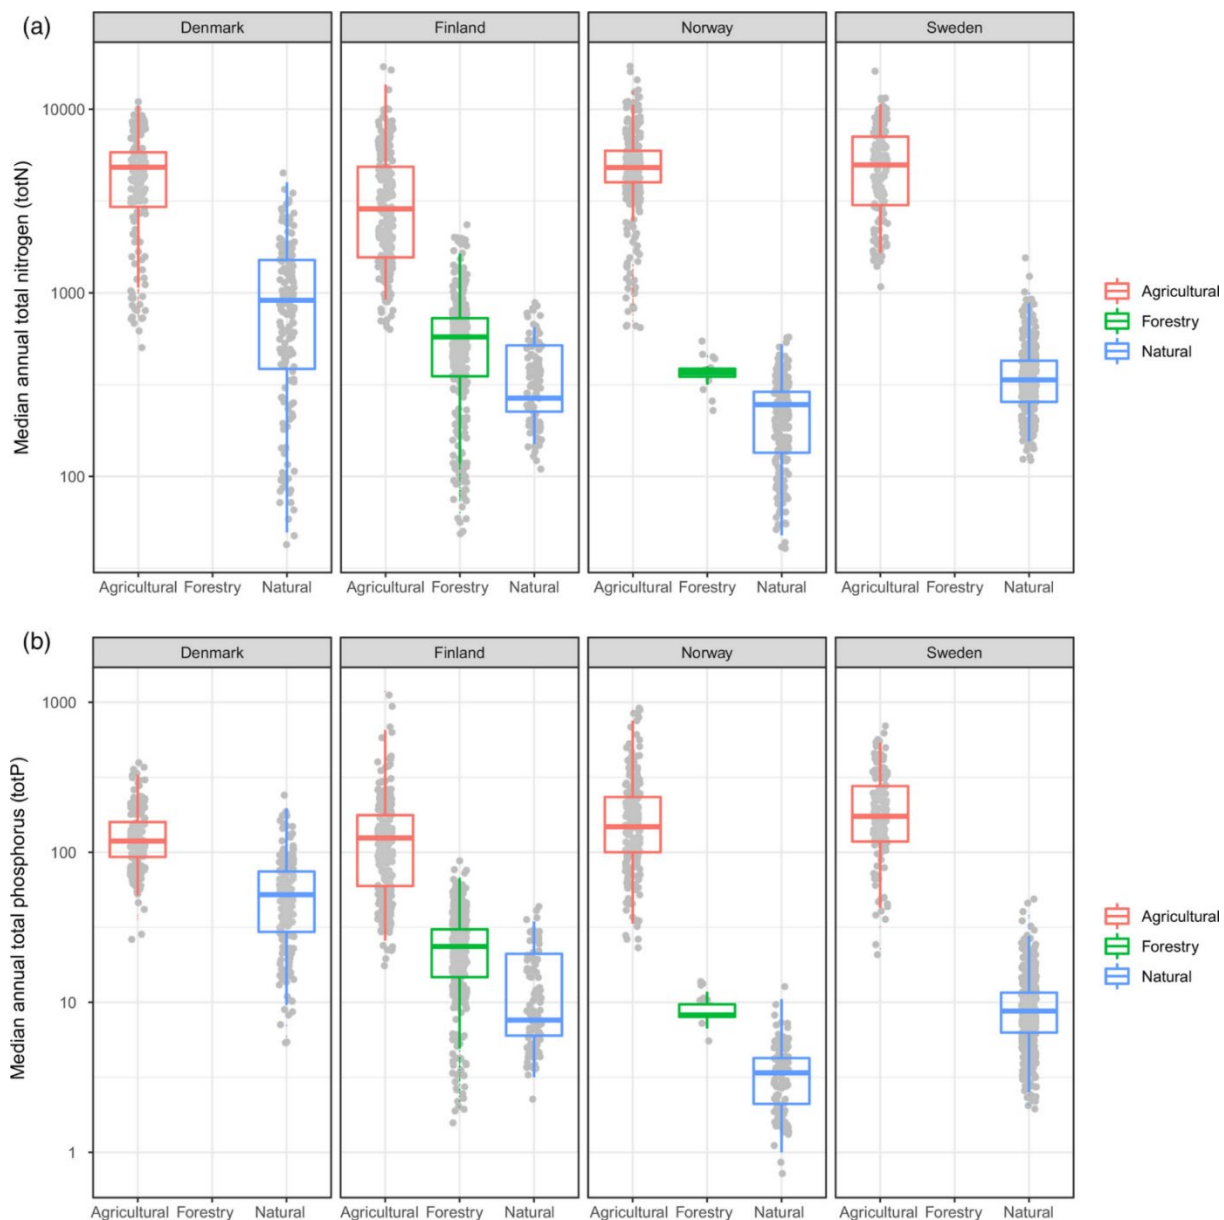 (a)
Denmark Finland Norway Sweden
Median annual total nitrogen (totN)
10000
1000
100
Agricultural Forestry Natural Agricultural Forestry Natural Agricultural Forestry Natural Agricultural Forestry Natural
Agricultural
Forestry
Natural
(b)
Denmark Finland Norway Sweden
Median annual total phosphorus (totP)
1000
100
10
1
Agricultural Forestry Natural Agricultural Forestry Natural Agricultural Forestry Natural Agricultural Forestry Natural
Agricultural
Forestry
Natural